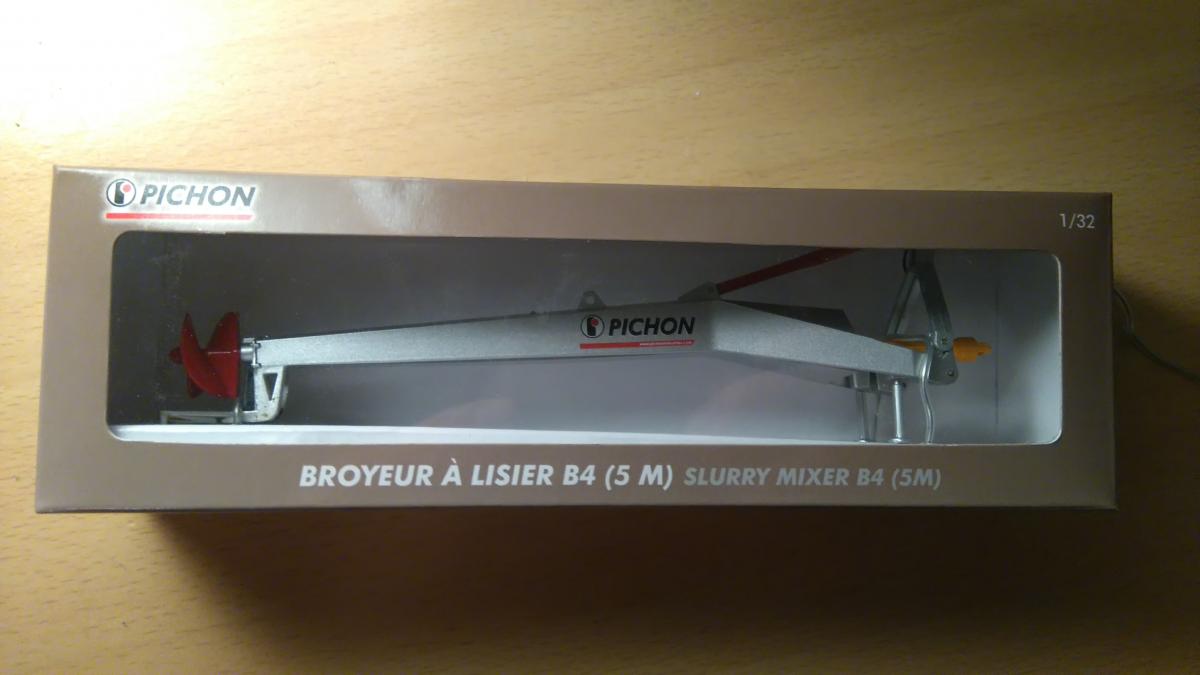 PICHON
1/32
PICHON
BROYEUR À LISIER B4 (5 M) SLURRY MIXER B4 (5M)